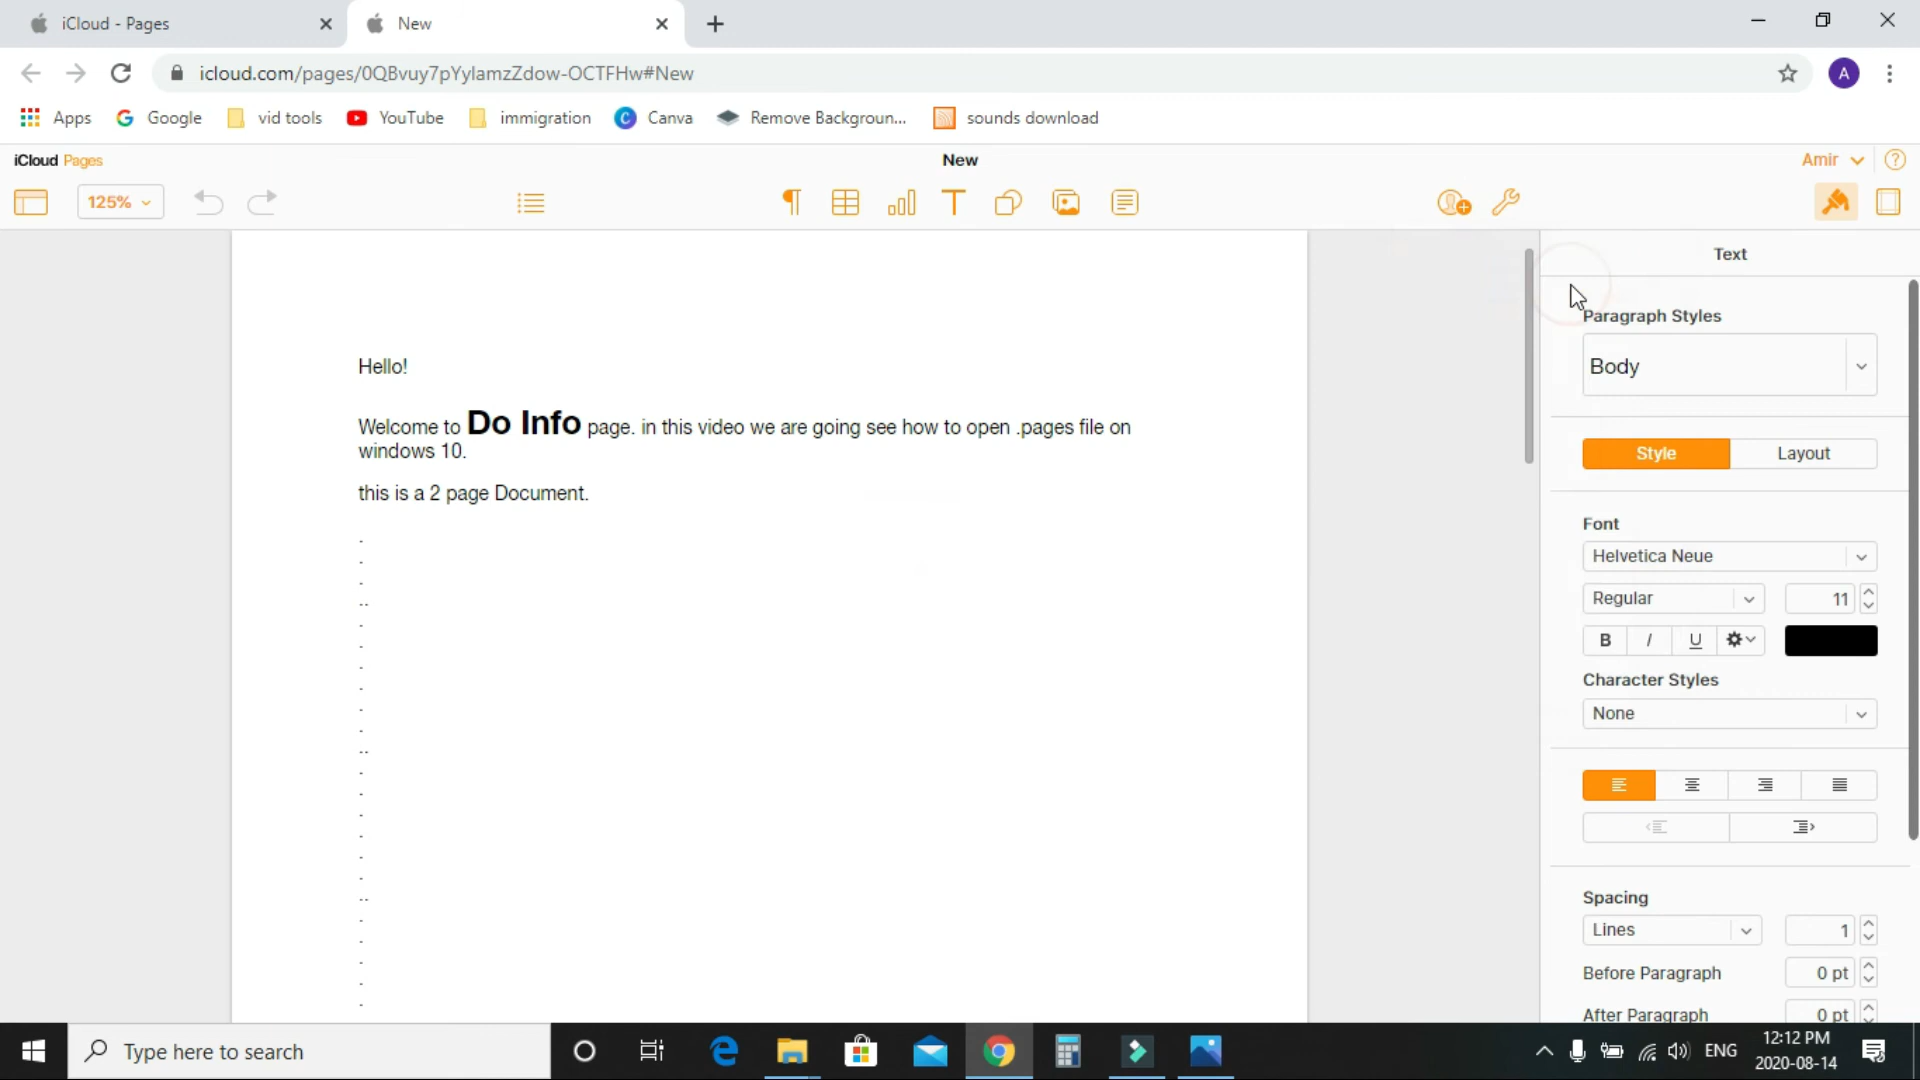 iCloud - Pages
New
icloud.com/pages/0QBvuy7pYylamzZdow-OCTFHw#New
A
Apps
Google
vid tools
YouTube
immigration
Canva
Remove Backgroun...
sounds download
iCloud Pages
New
Amir
?
125%
Text
Paragraph Styles
Body
Style
Layout
Font
Helvetica Neue
Regular
11
B
I
U
Character Styles
None
Spacing
Lines
1
Before Paragraph
0 pt
After Paragraph
0 pt
Hello!
Welcome to Do Info page. in this video we are going see how to open .pages file on
windows 10.
this is a 2 page Document.
.
.
.
..
.
.
.
.
.
.
..
.
.
.
.
.
.
..
.
.
.
.
.
Type here to search
ENG
12:12 PM
2020-08-14